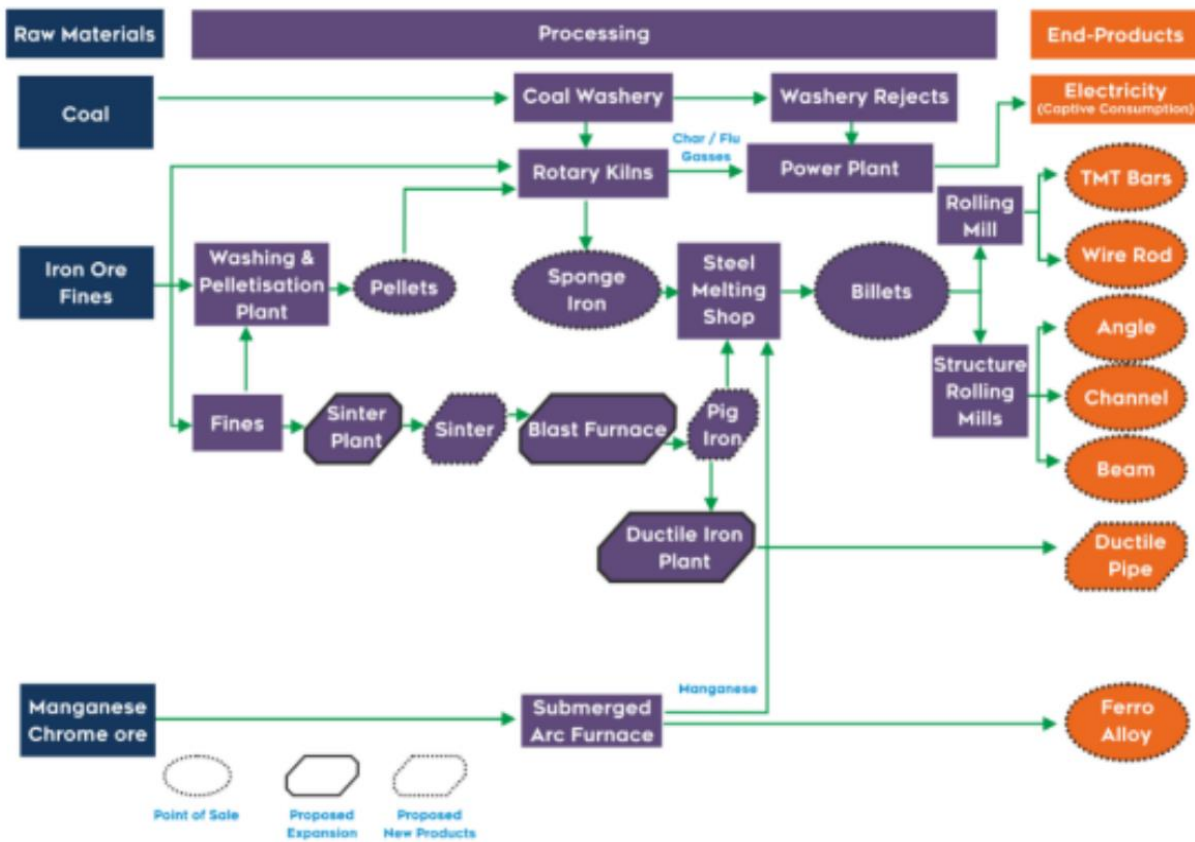 Raw Materials
Processing
End-Products
Coal
Coal Washery
Washery Rejects
Electricity
(Captive Consumption)
Char / Flu
Gasses
Rotary Kilns
Power Plant
TMT Bars
Rolling
Mill
Wire Rod
Iron Ore
Fines
Washing &
Pelletisation
Plant
Pellets
Sponge
Iron
Steel
Melting
Shop
Billets
Angle
Structure
Rolling
Mills
Channel
Beam
Fines
Sinter
Plant
Sinter
Blast Furnace
Pig
Iron
Ductile Iron
Plant
Ductile
Pipe
Manganese
Chrome ore
Submerged
Arc Furnace
Manganese
Ferro
Alloy
Point of Sale
Proposed
Expansion
Proposed
New Products